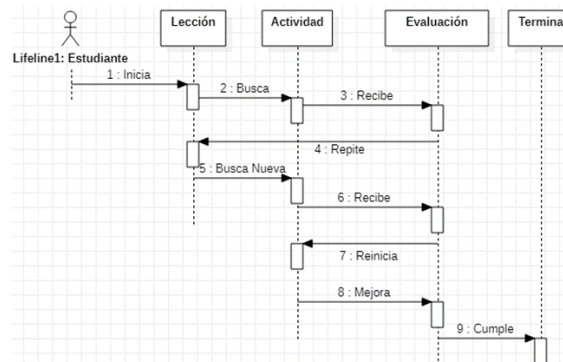 Lección
Actividad
Evaluación
Termina
Lifeline1: Estudiante
1 : Inicia
2 : Busca
3 : Recibe
4 : Repite
5 : Busca Nueva
6 : Recibe
7 : Reinicia
8 : Mejora
9 : Cumple